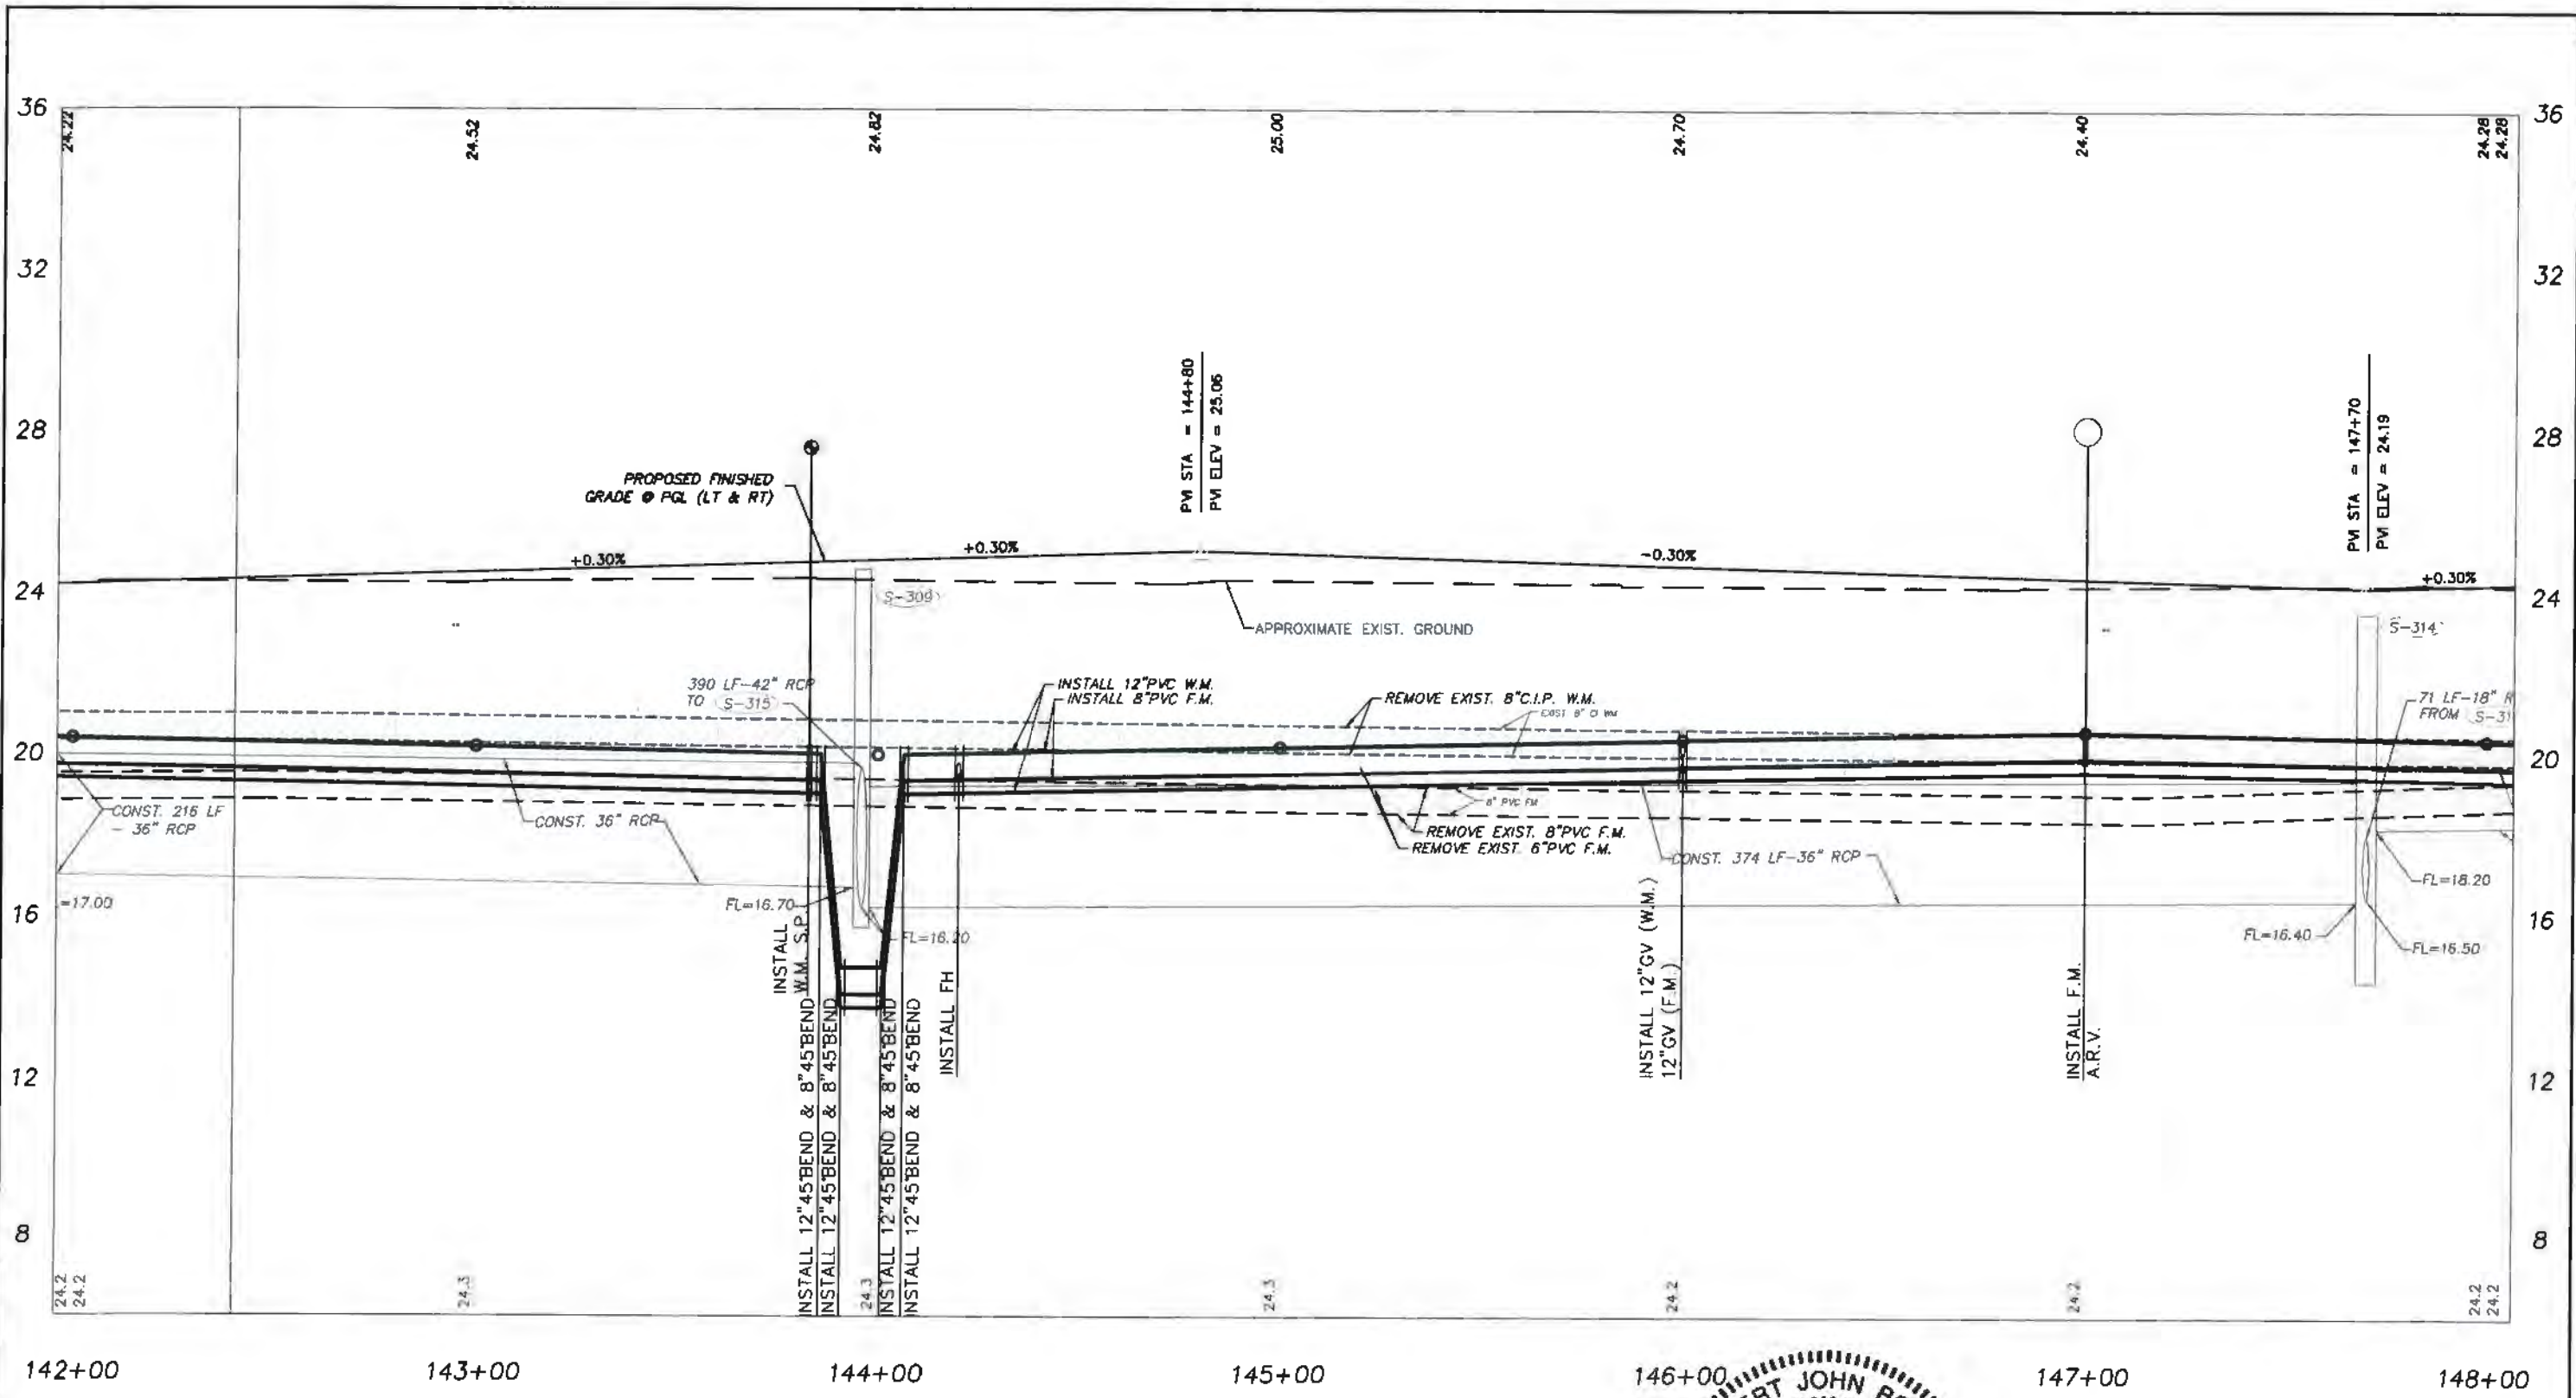 36
32
28
24
20
16
12
8
36
32
28
24
20
16
12
8
24.22
24.52
24.82
25.00
24.70
24.40
24.28
24.28
PROPOSED FINISHED
GRADE @ PGL (LT & RT)
+0.30%
+0.30%
-0.30%
+0.30%
PVI STA = 144+80
PVI ELEV = 25.06
PVI STA = 147+70
PVI ELEV = 24.19
S-309
APPROXIMATE EXIST. GROUND
S-314
390 LF-42" RCP
TO S-315
INSTALL 12"PVC W.M.
INSTALL 8"PVC F.M.
REMOVE EXIST. 8"C.I.P. W.M.
EXIST 8" CI WM
71 LF-18" R
FROM S-31
CONST. 216 LF
- 36" RCP
CONST. 36" RCP
8" PVC FM
REMOVE EXIST. 8"PVC F.M.
REMOVE EXIST. 6"PVC F.M.
CONST. 374 LF-36" RCP
=17.00
FL=16.70
FL=16.20
FL=18.20
FL=16.40
FL=16.50
INSTALL
W.M. S.P.
INSTALL 12"45°BEND & 8"45°BEND
INSTALL 12"45°BEND & 8"45°BEND
INSTALL 12"45°BEND & 8"45°BEND
INSTALL 12"45°BEND & 8"45°BEND
INSTALL FH
INSTALL 12"GV (W.M.)
12"GV (F.M.)
INSTALL F.M.
A.R.V.
24.2
24.2
24.3
24.3
24.3
24.2
24.2
24.2
24.2
142+00
143+00
144+00
145+00
146+00
147+00
148+00
JOHN